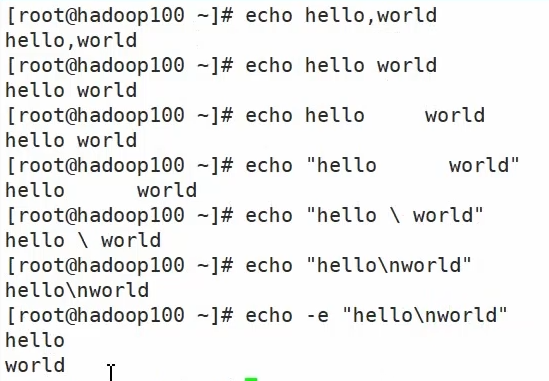 [root@hadoop100 ~]# echo hello,world
hello,world
[root@hadoop100 ~]# echo hello world
hello world
[root@hadoop100 ~]# echo hello     world
hello world
[root@hadoop100 ~]# echo "hello      world"
hello      world
[root@hadoop100 ~]# echo "hello \ world"
hello \ world
[root@hadoop100 ~]# echo "hello\nworld"
hello\nworld
[root@hadoop100 ~]# echo -e "hello\nworld"
hello
world